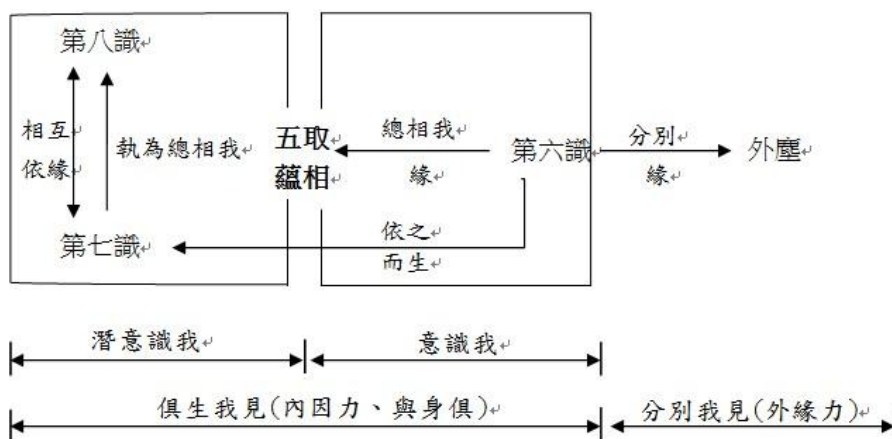 第八識
相互
依緣
執為總相我
五取
蘊相
總相我
緣
第六識
分別
緣
外塵
第七識
依之
而生
潛意識我
意識我
俱生我見(內因力、與身俱)
分別我見(外緣力)